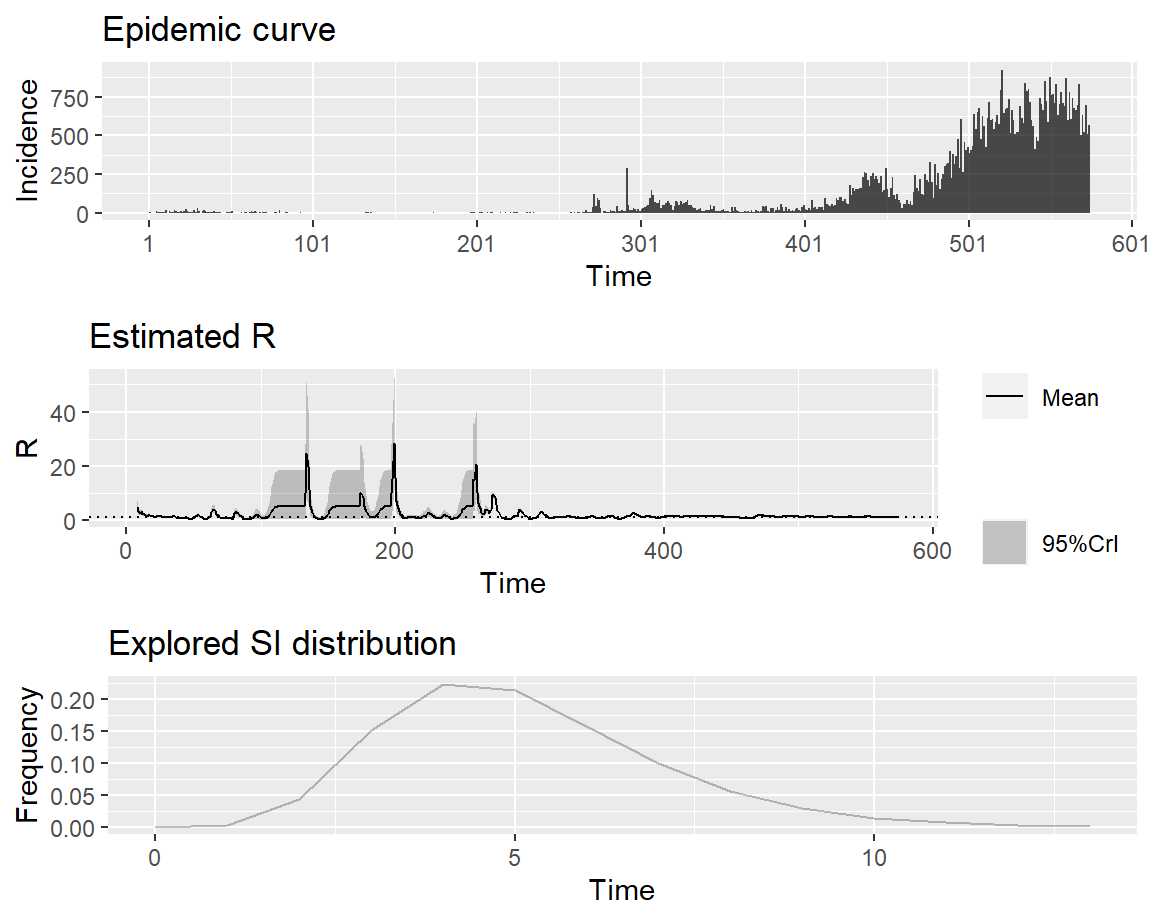 Epidemic curve
Incidence
750
500
250
0
1 101 201 301 401 501 601
Time
Estimated R
R
40
20
0
0 200 400 600
Time
Mean
95%CrI
Explored SI distribution
Frequency
0.20
0.15
0.10
0.05
0.00
0 5 10
Time